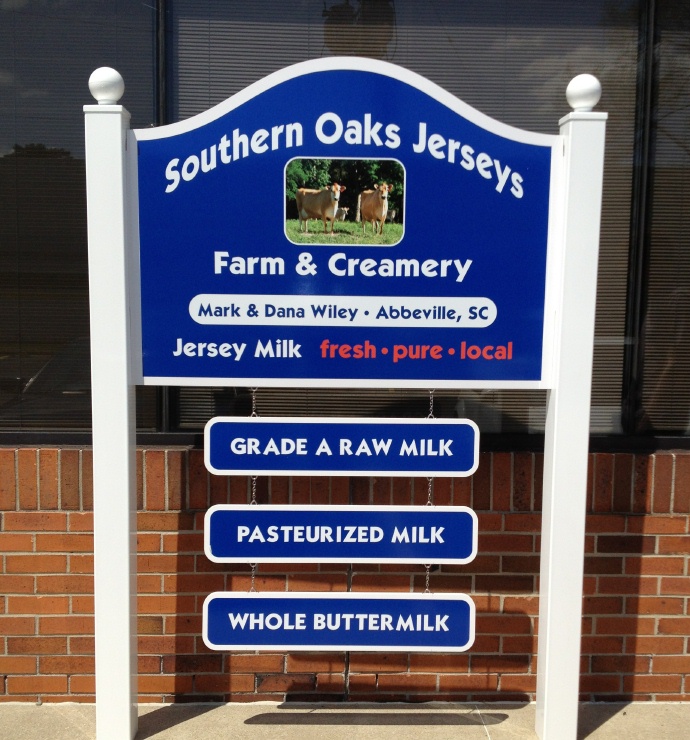 Southern Oaks Jerseys
Farm & Creamery
Mark & Dana Wiley • Abbeville, SC
Jersey Milk fresh • pure • local
GRADE A RAW MILK
PASTEURIZED MILK
WHOLE BUTTERMILK